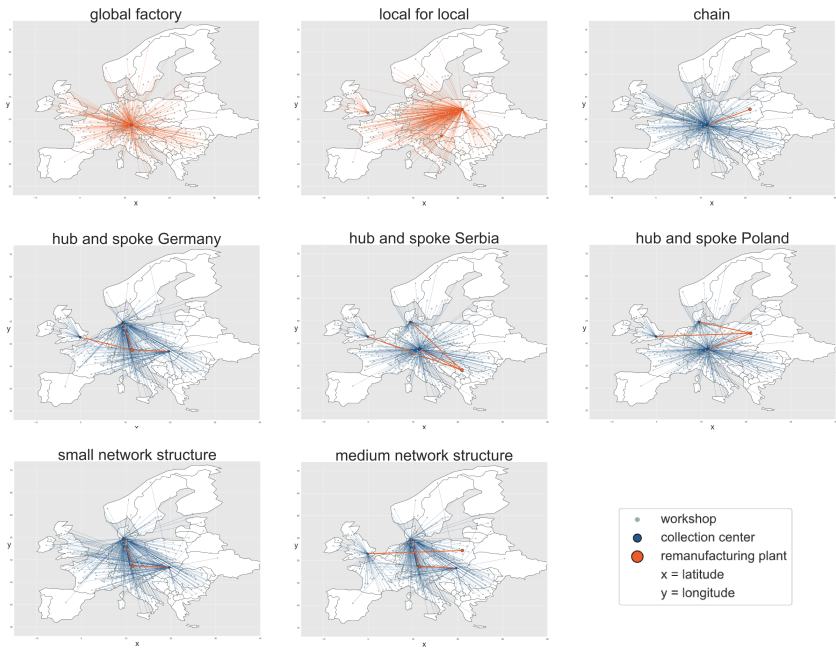 global factory
local for local
chain
y
y
y
x
x
x
hub and spoke Germany
hub and spoke Serbia
hub and spoke Poland
y
y
y
x
x
small network structure
medium network structure
y
y
x
x
workshop
collection center
remanufacturing plant
x = latitude
y = longitude